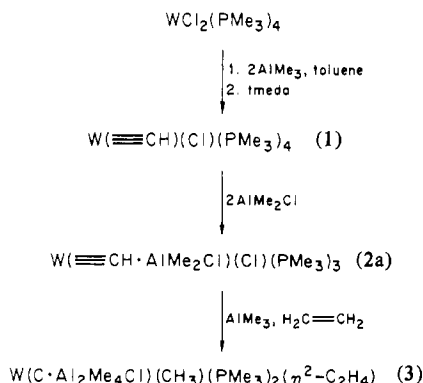 WCl2(PMe3)4
1. 2AlMe3, toluene
2. tmeda
W(≡CH)(Cl)(PMe3)4 (1)
2AlMe2Cl
W(≡CH·AlMe2Cl)(Cl)(PMe3)3 (2a)
AlMe3, H2C=CH2
W(C·Al2Me4Cl)(CH3)(PMe3)2(η²-C2H4) (3)